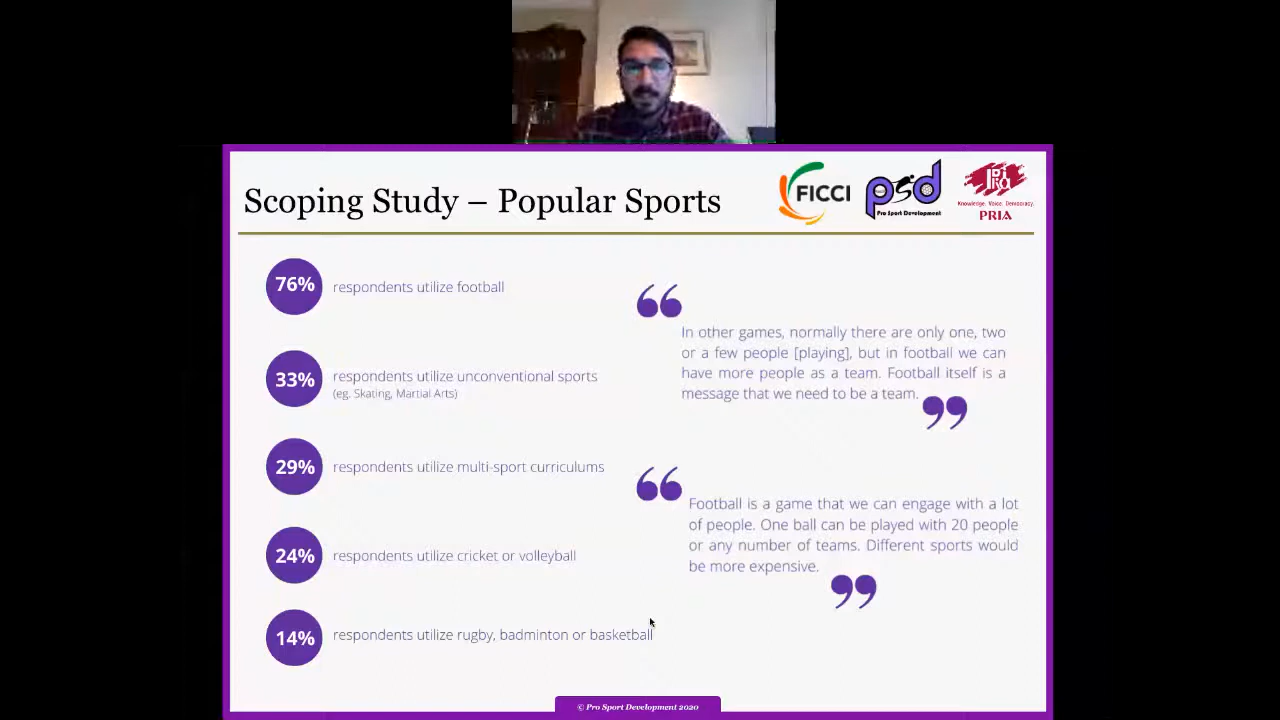 Scoping Study – Popular Sports
FICCI
psd
Pro Sport Development
pria
Knowledge. Voice. Democracy.
PRIA
76%
respondents utilize football
33%
respondents utilize unconventional sports
(eg. Skating, Martial Arts)
29%
respondents utilize multi-sport curriculums
24%
respondents utilize cricket or volleyball
14%
respondents utilize rugby, badminton or basketball
“
In other games, normally there are only one, two
or a few people [playing], but in football we can
have more people as a team. Football itself is a
message that we need to be a team.
”
“
Football is a game that we can engage with a lot
of people. One ball can be played with 20 people
or any number of teams. Different sports would
be more expensive.
”
© Pro Sport Development 2020